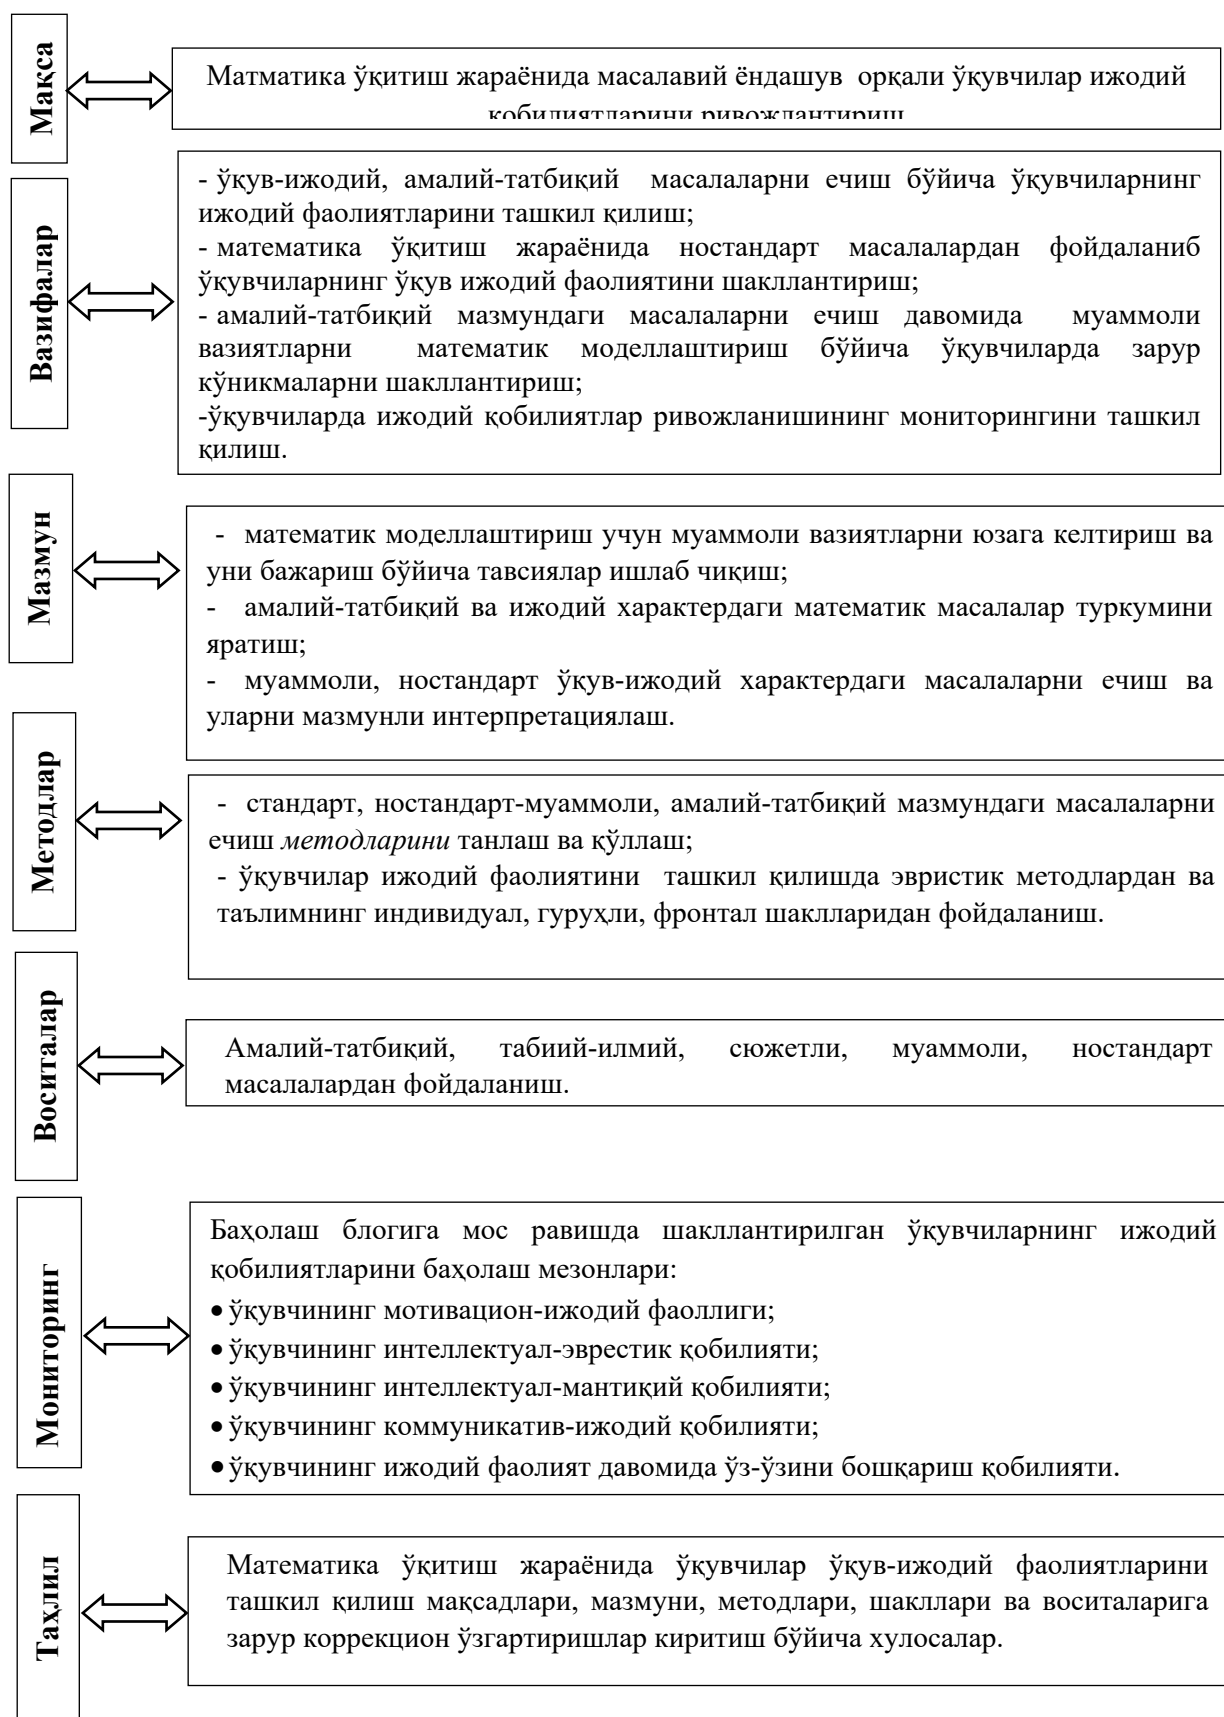 Мақса
Матматика ўқитиш жараёнида масалавий ёндашув орқали ўқувчилар ижодий
қобилиятларини ривожлантириш
Вазифалар
- ўқув-ижодий, амалий-татбиқий масалаларни ечиш бўйича ўқувчиларнинг
ижодий фаолиятларини ташкил қилиш;
- математика ўқитиш жараёнида ностандарт масалалардан фойдаланиб
ўқувчиларнинг ўқув ижодий фаолиятини шакллантириш;
- амалий-татбиқий мазмундаги масалаларни ечиш давомида муаммоли
вазиятларни математик моделлаштириш бўйича ўқувчиларда зарур
кўникмаларни шакллантириш;
-ўқувчиларда ижодий қобилиятлар ривожланишининг мониторингини ташкил
қилиш.
Мазмун
- математик моделлаштириш учун муаммоли вазиятларни юзага келтириш ва
уни бажариш бўйича тавсиялар ишлаб чиқиш;
- амалий-татбиқий ва ижодий характердаги математик масалалар туркумини
яратиш;
- муаммоли, ностандарт ўқув-ижодий характердаги масалаларни ечиш ва
уларни мазмунли интерпретациялаш.
Методлар
- стандарт, ностандарт-муаммоли, амалий-татбиқий мазмундаги масалаларни
ечиш методларини танлаш ва қўллаш;
- ўқувчилар ижодий фаолиятини ташкил қилишда эвристик методлардан ва
таълимнинг индивидуал, гуруҳли, фронтал шаклларидан фойдаланиш.
Воситалар
Амалий-татбиқий, табиий-илмий, сюжетли, муаммоли, ностандарт
масалалардан фойдаланиш.
Мониторинг
Баҳолаш блогига мос равишда шакллантирилган ўқувчиларнинг ижодий
қобилиятларини баҳолаш мезонлари:
• ўқувчининг мотивацион-ижодий фаоллиги;
• ўқувчининг интеллектуал-эврестик қобилияти;
• ўқувчининг интеллектуал-мантиқий қобилияти;
• ўқувчининг коммуникатив-ижодий қобилияти;
• ўқувчининг ижодий фаолият давомида ўз-ўзини бошқариш қобилияти.
Таҳлил
Математика ўқитиш жараёнида ўқувчилар ўқув-ижодий фаолиятларини
ташкил қилиш мақсадлари, мазмуни, методлари, шакллари ва воситаларига
зарур коррекцион ўзгартиришлар киритиш бўйича хулосалар.